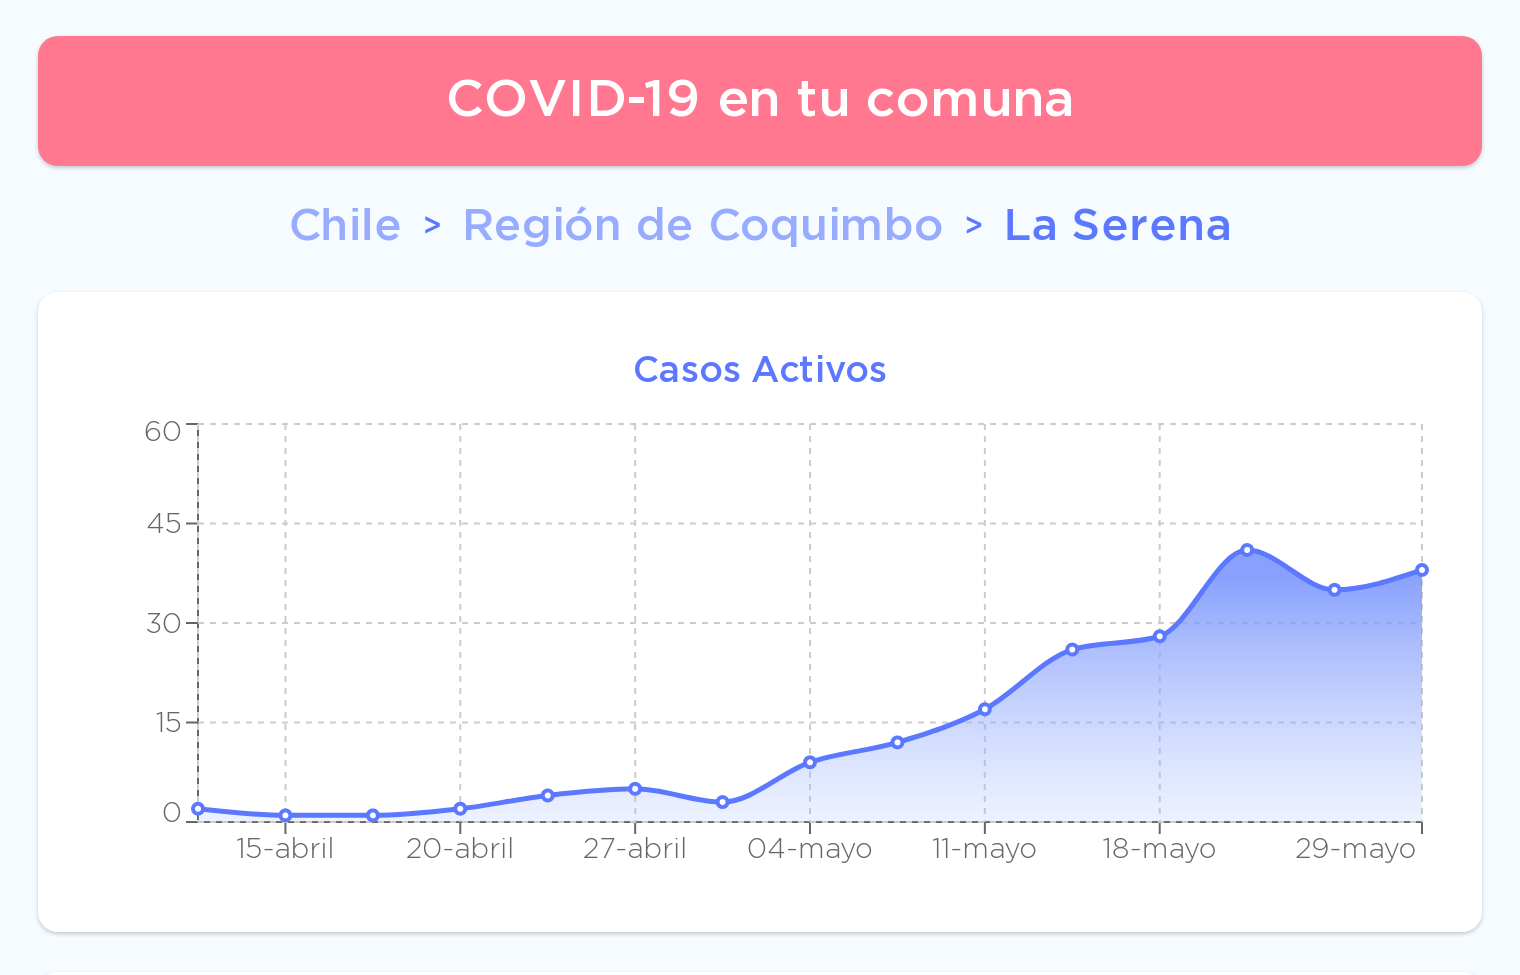 COVID-19 en tu comuna
Chile > Región de Coquimbo > La Serena
Casos Activos
60
45
30
15
0
15-abril 20-abril 27-abril 04-mayo 11-mayo 18-mayo 29-mayo